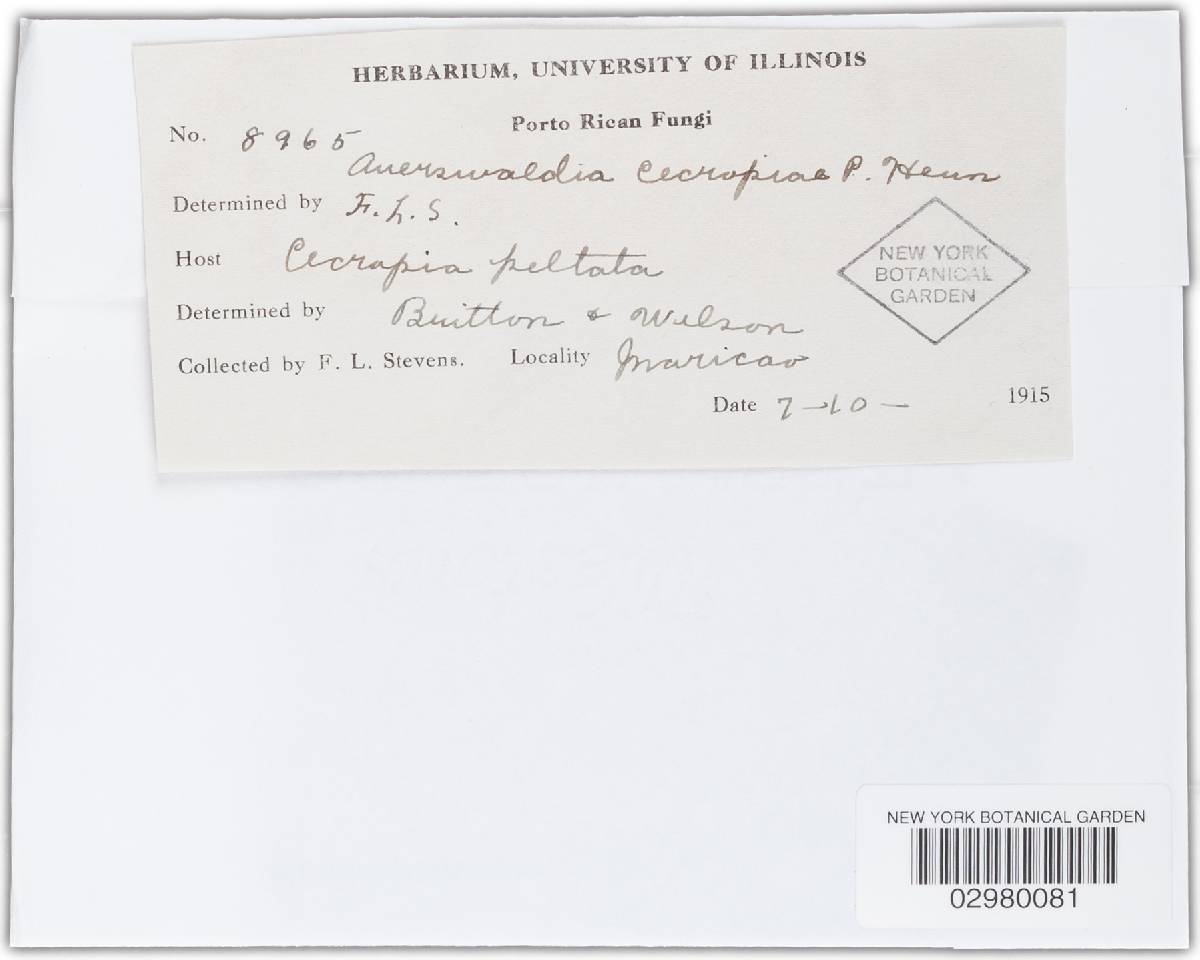 HERBARIUM, UNIVERSITY OF ILLINOIS
Porto Rican Fungi
No. 8965
Auerswaldia Cecropiae P. Henn
Determined by F. L. S.
Host Cecropia peltata
Determined by Britton & Wilson
Collected by F. L. Stevens. Locality Maricao
Date 7-10- 1915
NEW YORK
BOTANICAL
GARDEN
NEW YORK BOTANICAL GARDEN
02980081